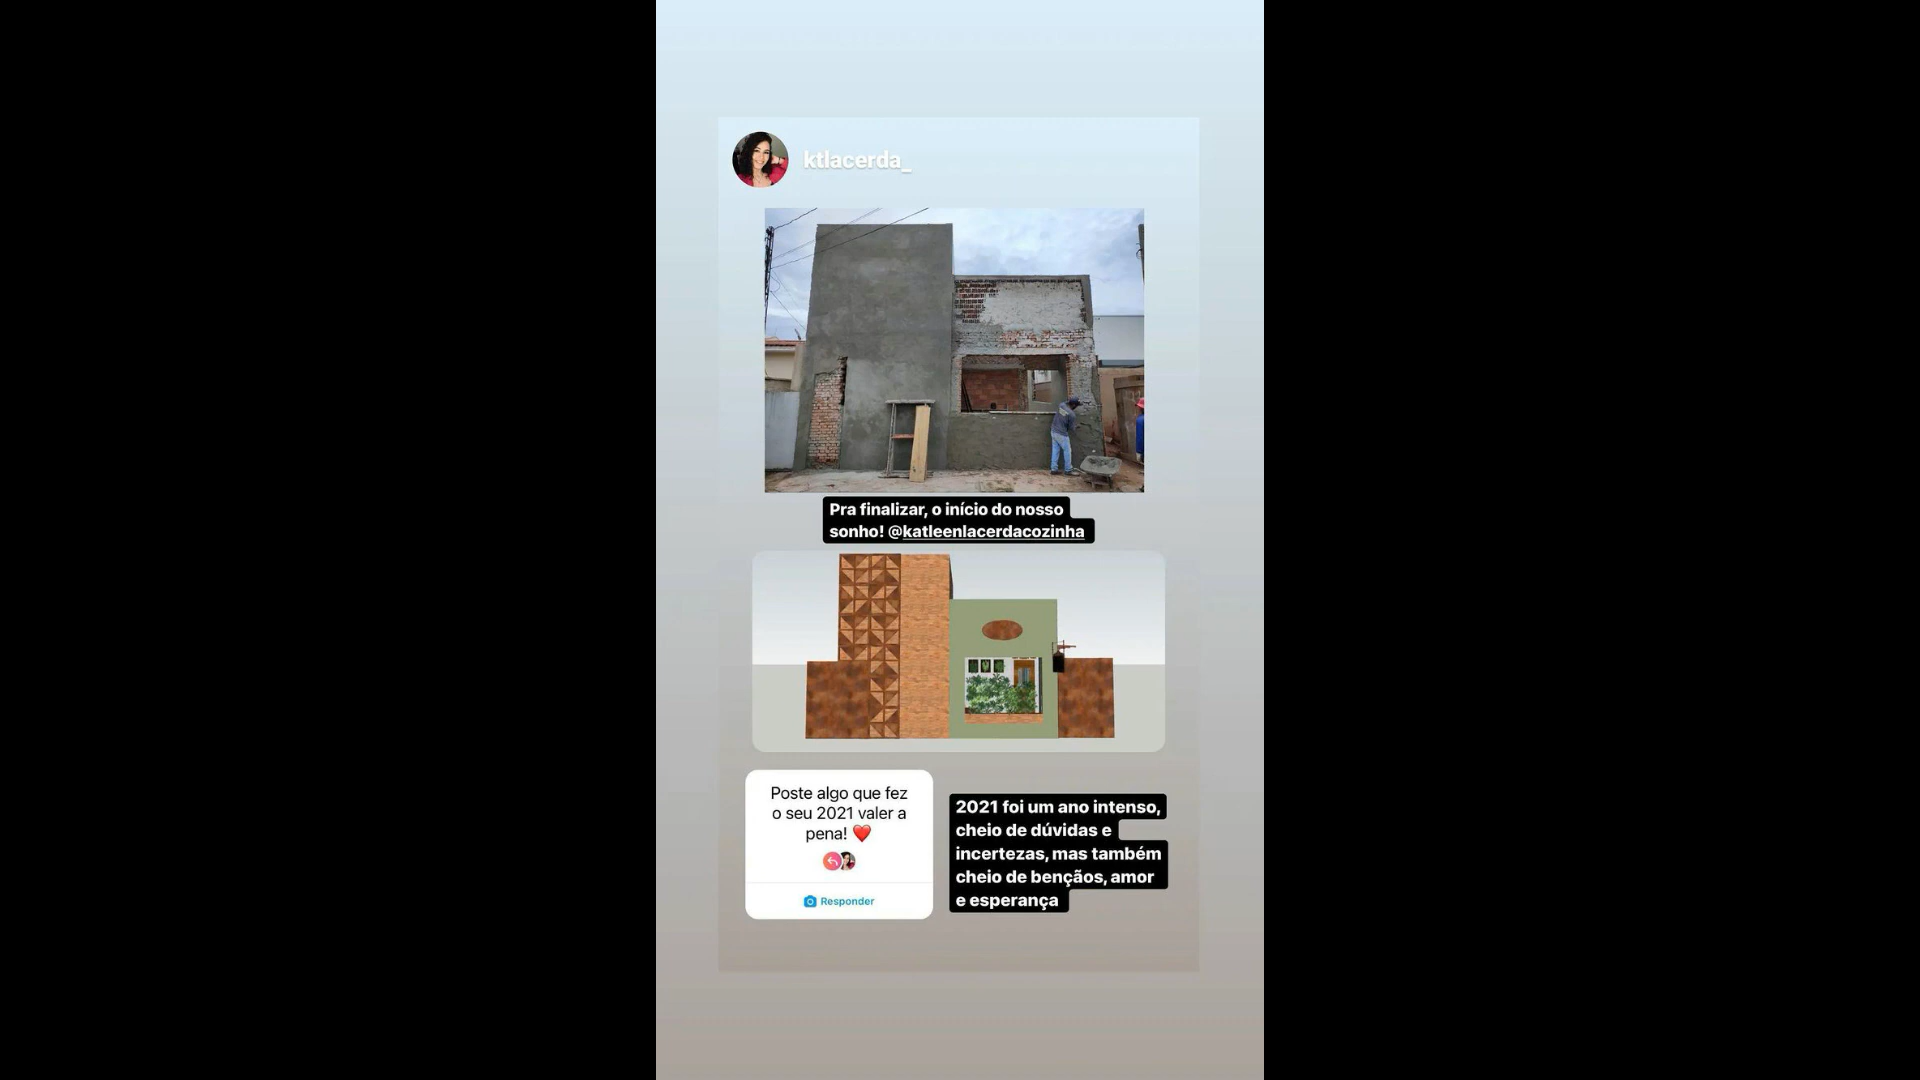 ktlacerda_
Pra finalizar, o início do nosso
sonho! @katleenlacerdacozinha
Poste algo que fez
o seu 2021 valer a
pena! ❤️
Responder
2021 foi um ano intenso,
cheio de dúvidas e
incertezas, mas também
cheio de bençãos, amor
e esperança